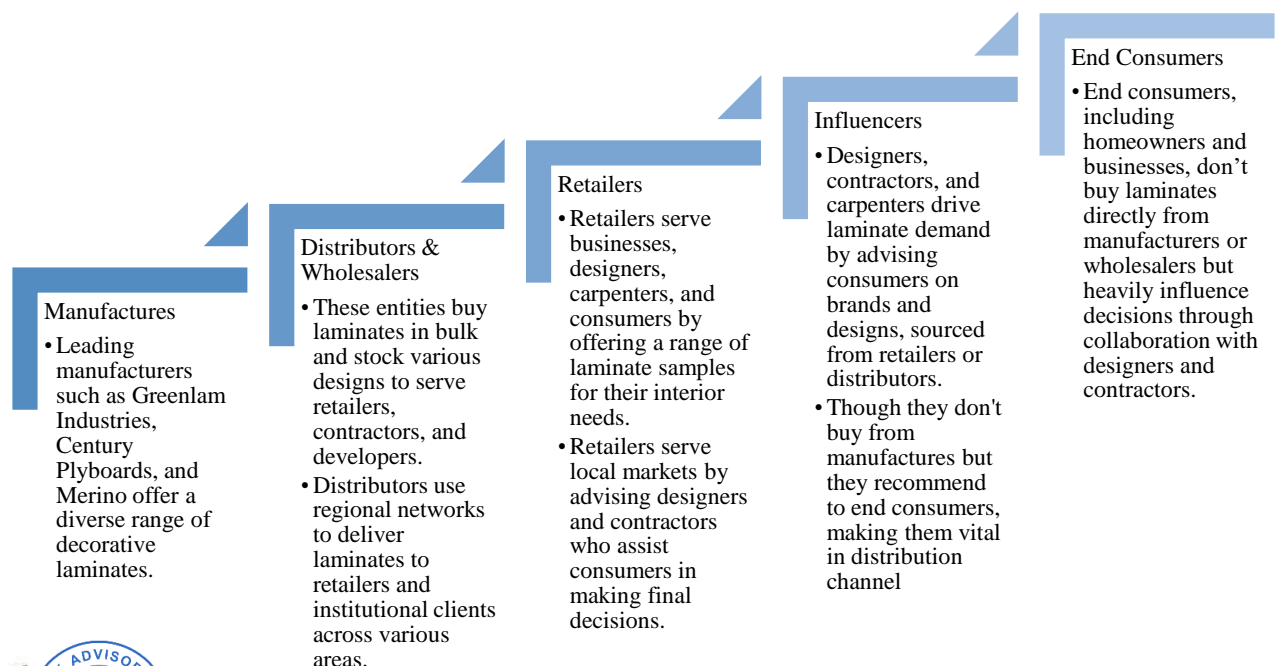 Manufactures
• Leading
manufacturers
such as Greenlam
Industries,
Century
Plyboards, and
Merino offer a
diverse range of
decorative
laminates.
Distributors &
Wholesalers
• These entities buy
laminates in bulk
and stock various
designs to serve
retailers,
contractors, and
developers.
• Distributors use
regional networks
to deliver
laminates to
retailers and
institutional clients
across various
areas.
Retailers
• Retailers serve
businesses,
designers,
carpenters, and
consumers by
offering a range of
laminate samples
for their interior
needs.
• Retailers serve
local markets by
advising designers
and contractors
who assist
consumers in
making final
decisions.
Influencers
• Designers,
contractors, and
carpenters drive
laminate demand
by advising
consumers on
brands and
designs, sourced
from retailers or
distributors.
• Though they don't
buy from
manufactures but
they recommend
to end consumers,
making them vital
in distribution
channel
End Consumers
• End consumers,
including
homeowners and
businesses, don’t
buy laminates
directly from
manufacturers or
wholesalers but
heavily influence
decisions through
collaboration with
designers and
contractors.